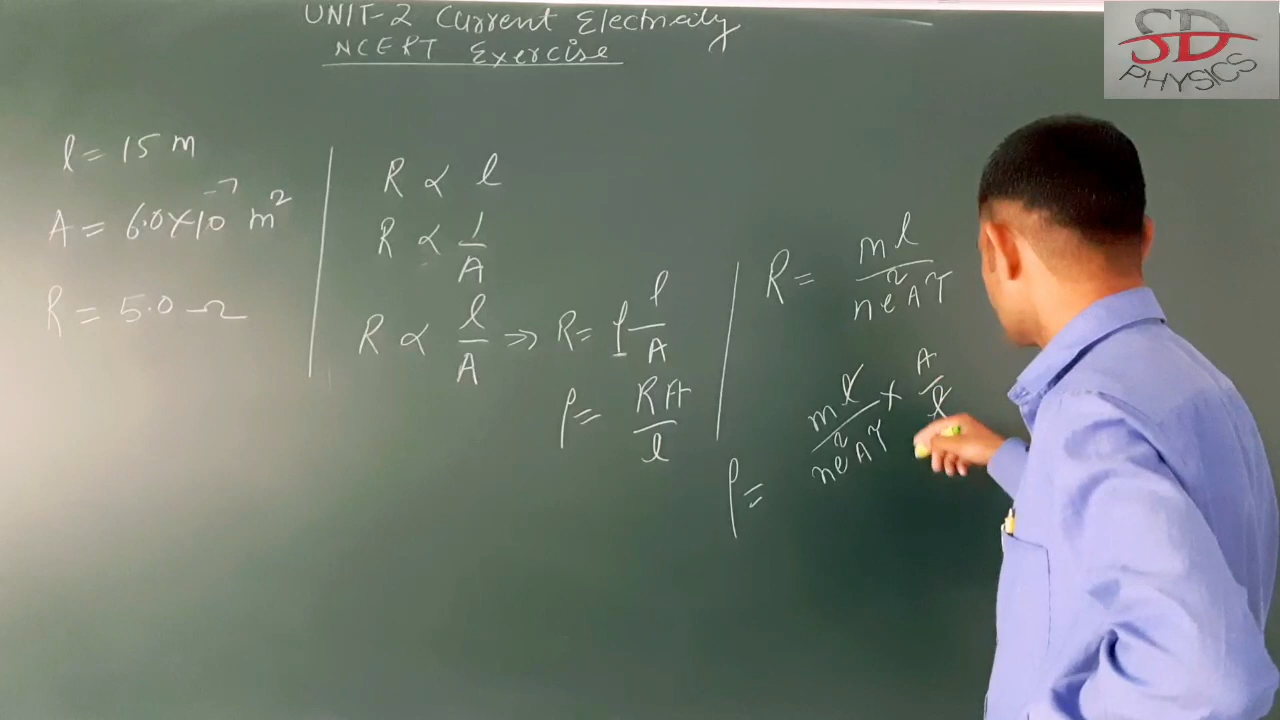 UNIT-2 Current Electricity
NCERT Exercise
SD
PHYSICS
l = 15 m
A = 6.0×10⁻⁷ m²
R = 5.0 Ω
R ∝ l
R ∝ 1/A
R ∝ l/A ⇒ R = ρ l/A
ρ = RA/l
R = ml/ne²Aτ
ρ = ml/ne²Aτ × A/l